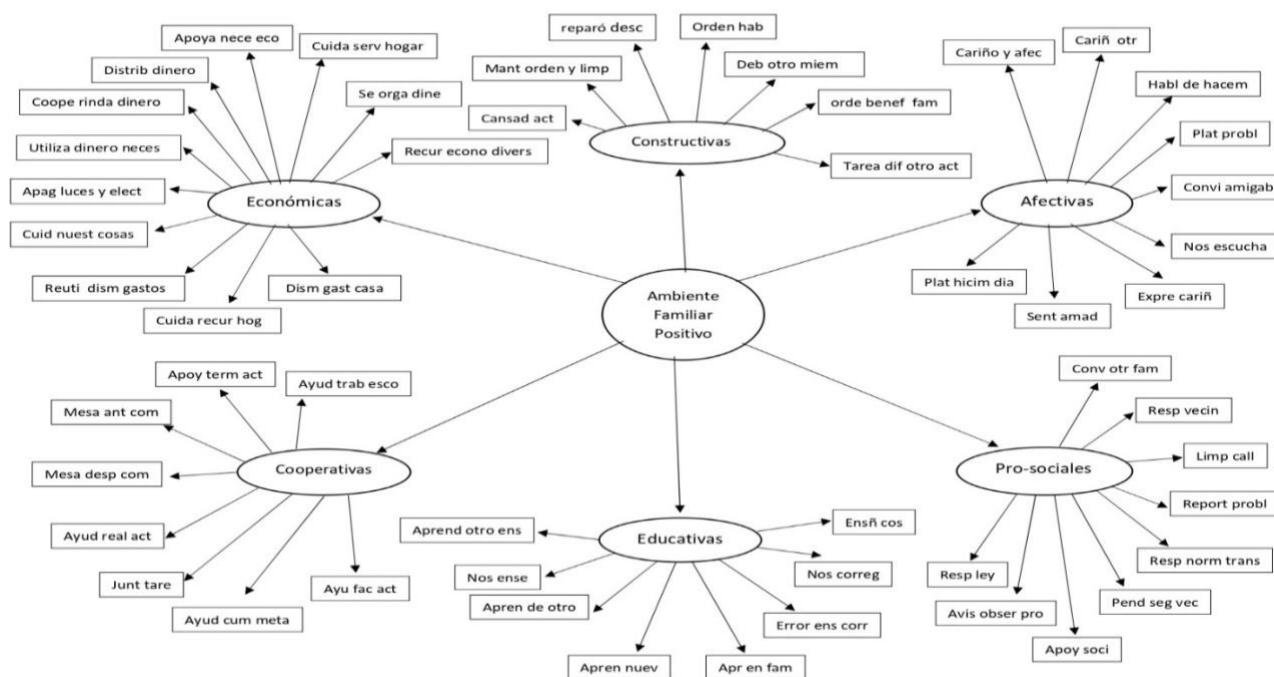 Apoya nece eco
Cuida serv hogar
Distrib dinero
Coope rinda dinero
Se orga dine
Utiliza dinero neces
Recur econo divers
Apag luces y elect
Económicas
Cuid nuest cosas
Reuti dism gastos
Dism gast casa
Cuida recur hog
reparó desc
Orden hab
Mant orden y limp
Deb otro miem
Cansad act
orde benef fam
Constructivas
Tarea dif otro act
Cariño y afec
Cariñ otr
Habl de hacem
Plat probl
Afectivas
Convi amigab
Nos escucha
Plat hicim dia
Expre cariñ
Sent amad
Ambiente
Familiar
Positivo
Apoy term act
Ayud trab esco
Mesa ant com
Cooperativas
Mesa desp com
Ayud real act
Junt tare
Ayu fac act
Ayud cum meta
Aprend otro ens
Ensñ cos
Educativas
Nos ense
Nos correg
Apren de otro
Error ens corr
Apren nuev
Apr en fam
Conv otr fam
Resp vecin
Limp call
Pro-sociales
Report probl
Resp norm trans
Resp ley
Pend seg vec
Avis obser pro
Apoy soci